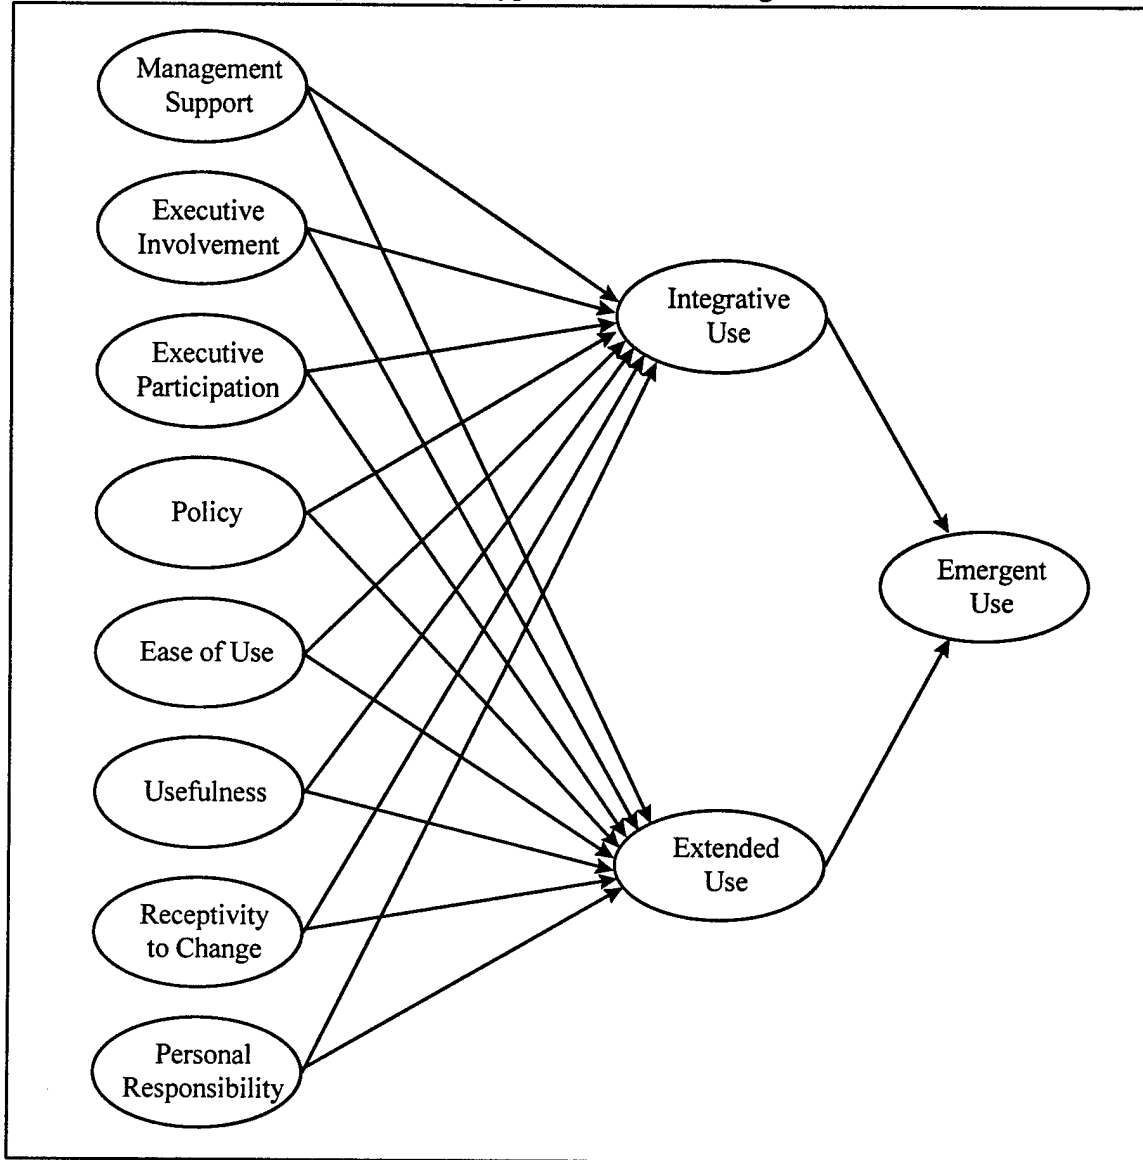 Management
Support
Executive
Involvement
Executive
Participation
Policy
Ease of Use
Usefulness
Receptivity
to Change
Personal
Responsibility
Integrative
Use
Extended
Use
Emergent
Use